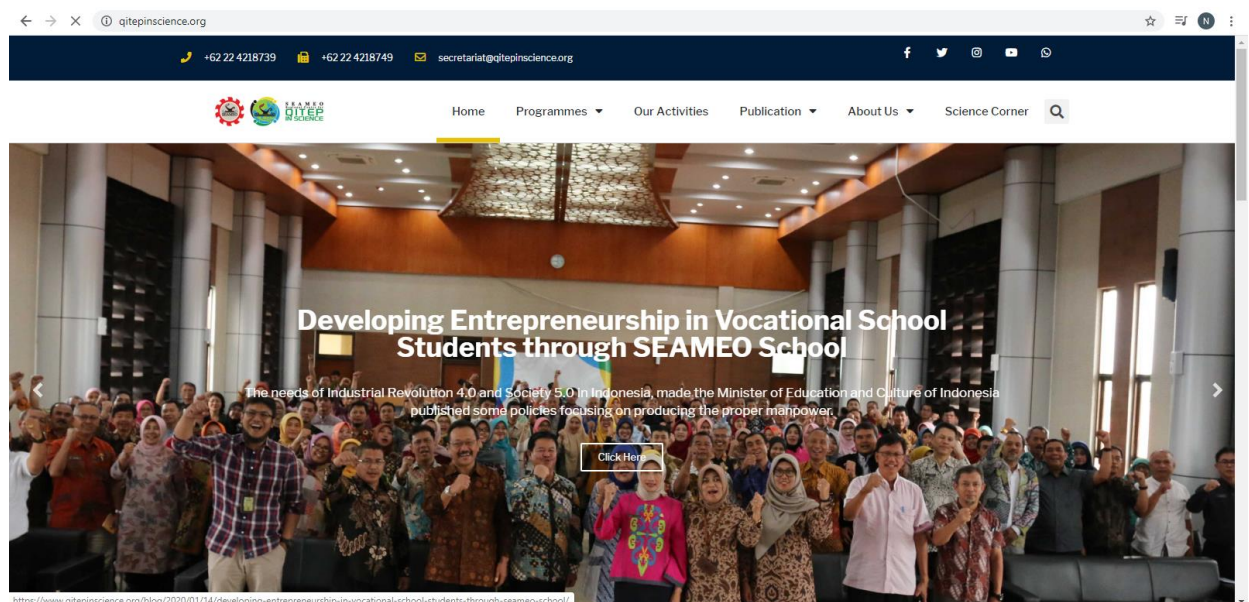 qitepinscience.org
N
+62 22 4218739 +62 22 4218749 secretariat@qitepinscience.org
SEAMEO
QITEP
IN SCIENCE
Home Programmes Our Activities Publication About Us Science Corner
Developing Entrepreneurship in Vocational School
Students through SEAMEO School
The needs of Industrial Revolution 4.0 and Society 5.0 in Indonesia, made the Minister of Education and Culture of Indonesia
published some policies focusing on producing the proper manpower.
Click Here
https://www.qitepinscience.org/blog/2020/01/14/developing-entrepreneurship-in-vocational-school-students-through-seameo-school/